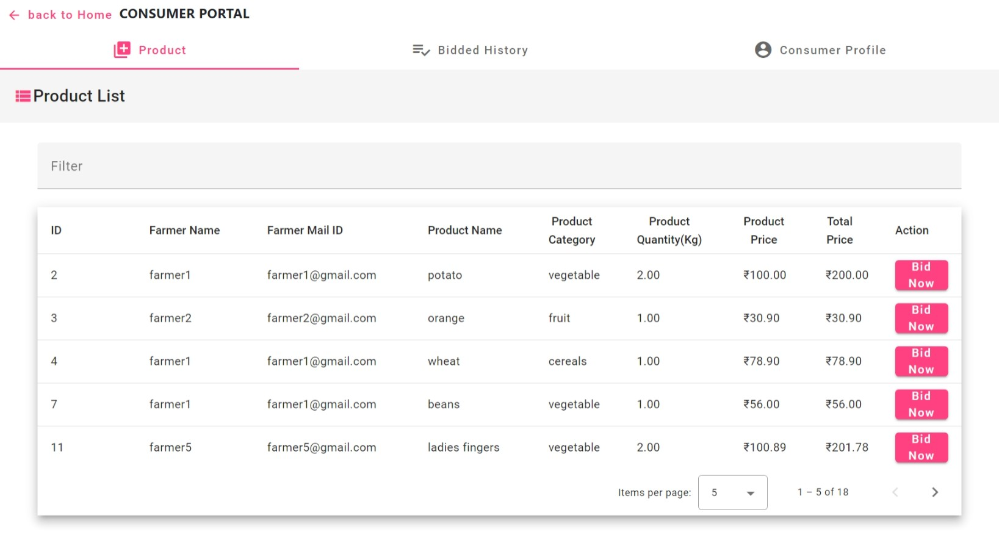 back to Home CONSUMER PORTAL
Product Bidded History Consumer Profile
Product List
Filter
ID Farmer Name Farmer Mail ID Product Name Product Category Product Quantity(Kg) Product Price Total Price Action
2 farmer1 farmer1@gmail.com potato vegetable 2.00 ₹100.00 ₹200.00 Bid Now
3 farmer2 farmer2@gmail.com orange fruit 1.00 ₹30.90 ₹30.90 Bid Now
4 farmer1 farmer1@gmail.com wheat cereals 1.00 ₹78.90 ₹78.90 Bid Now
7 farmer1 farmer1@gmail.com beans vegetable 1.00 ₹56.00 ₹56.00 Bid Now
11 farmer5 farmer5@gmail.com ladies fingers vegetable 2.00 ₹100.89 ₹201.78 Bid Now
Items per page: 5 1 – 5 of 18